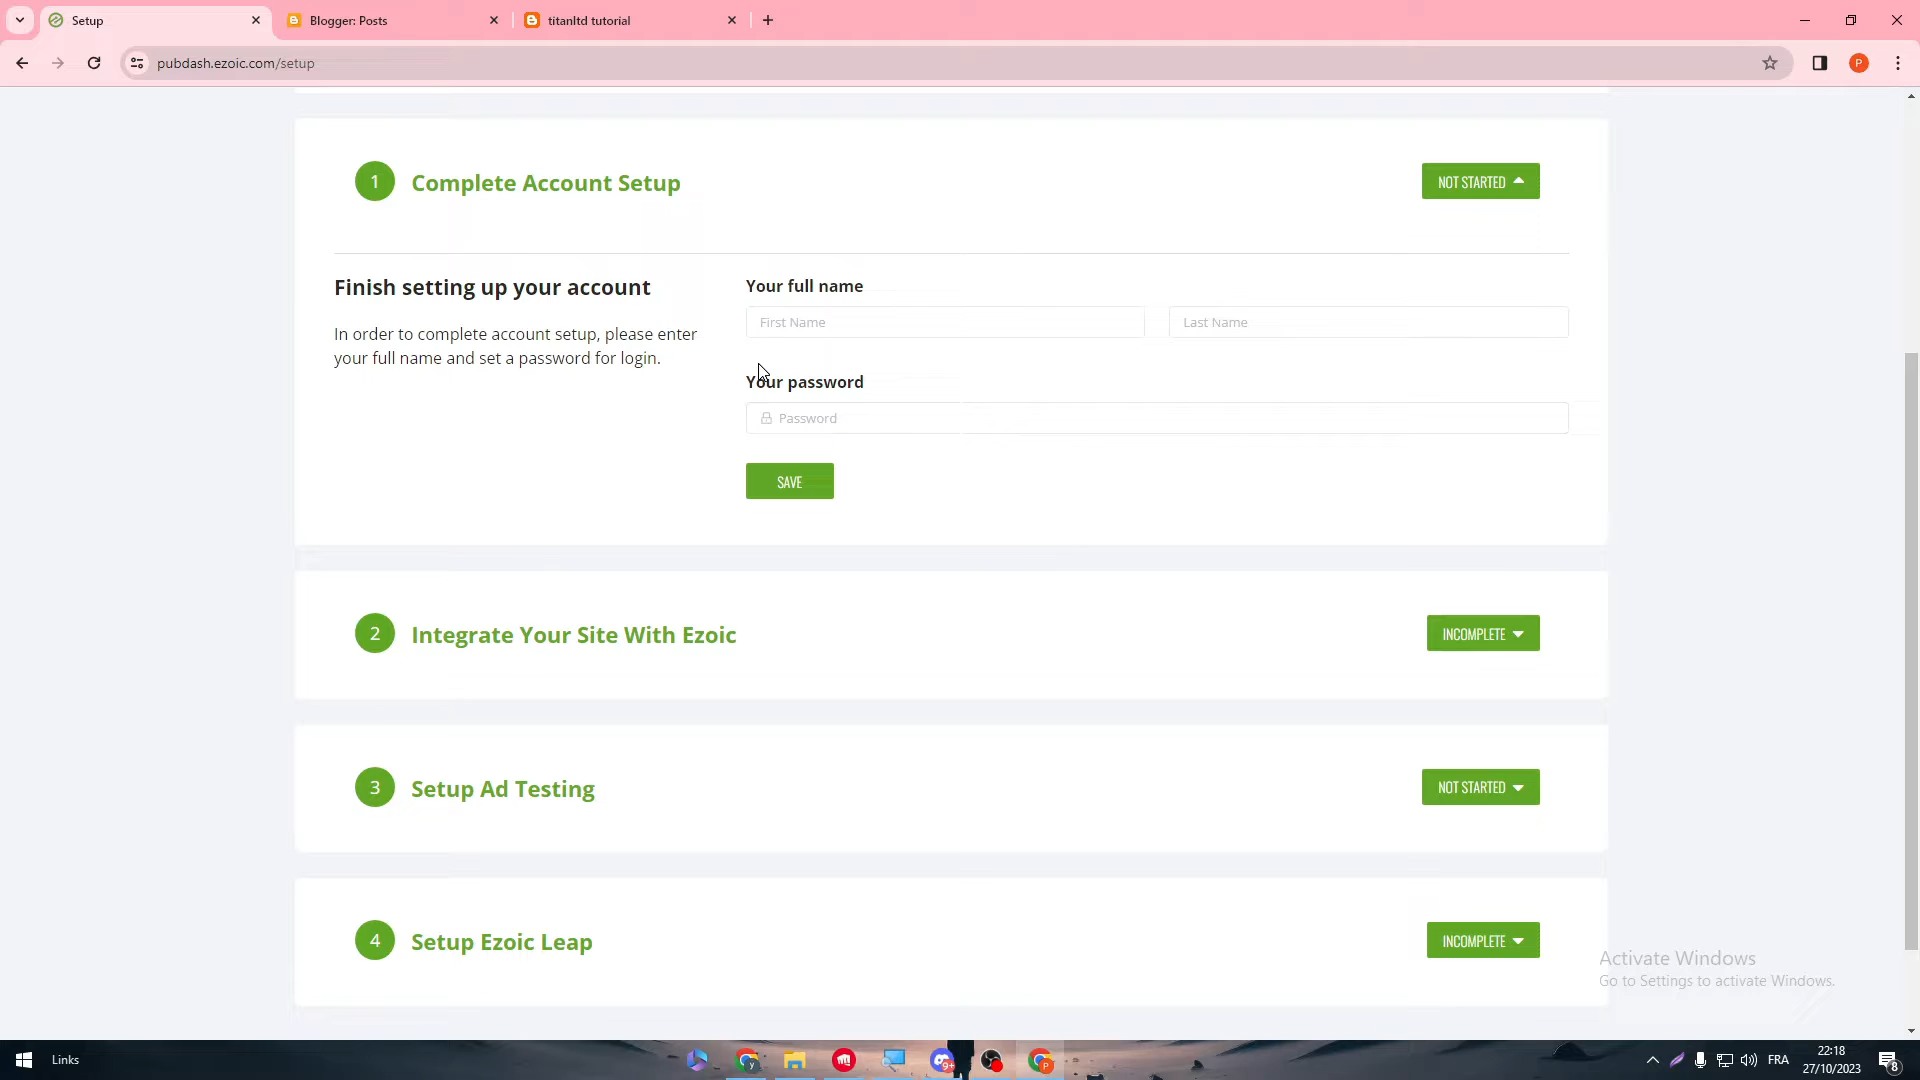 Setup
Blogger: Posts
titanltd tutorial
pubdash.ezoic.com/setup
P
1
Complete Account Setup
NOT STARTED
Finish setting up your account
In order to complete account setup, please enter
your full name and set a password for login.
Your full name
First Name
Last Name
Your password
Password
SAVE
2
Integrate Your Site With Ezoic
INCOMPLETE
3
Setup Ad Testing
NOT STARTED
4
Setup Ezoic Leap
INCOMPLETE
Activate Windows
Go to Settings to activate Windows.
Links
y
9+
P
FRA
22:18
27/10/2023
8